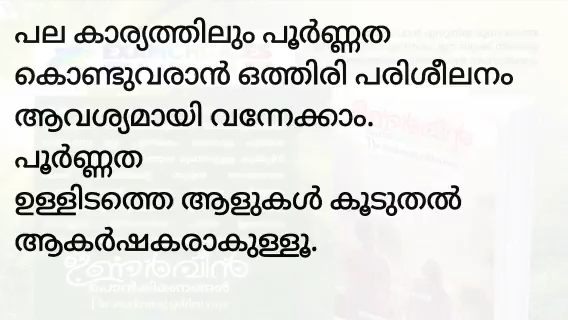 പല കാര്യത്തിലും പൂർണ്ണത
കൊണ്ടുവരാൻ ഒത്തിരി പരിശീലനം
ആവശ്യമായി വന്നേക്കാം.
പൂർണ്ണത
ഉള്ളിടത്തെ ആളുകൾ കൂടുതൽ
ആകർഷകരാകുള്ളൂ.